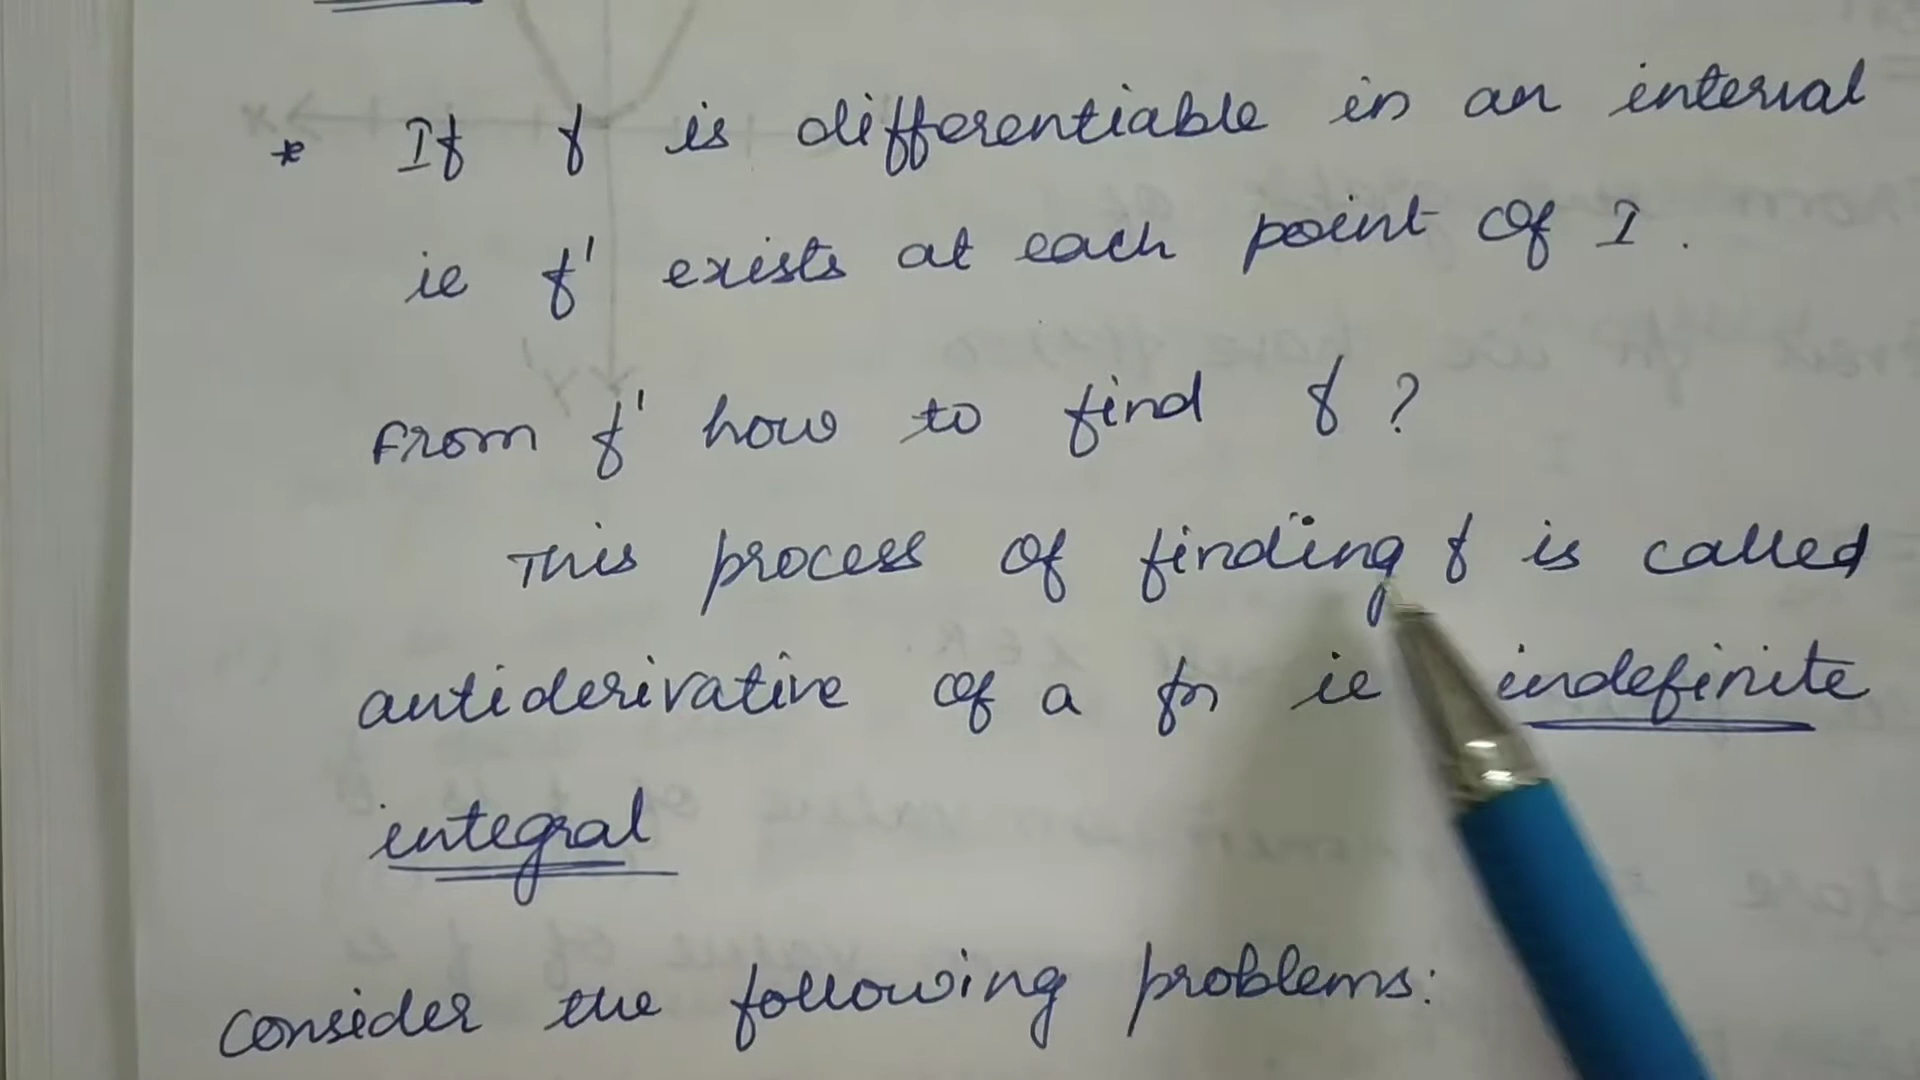 * If f is differentiable in an interval
ie f' exists at each point of I.
From f' how to find f?
This process of finding f is called
antiderivative of a fn ie indefinite
integral
Consider the following problems: